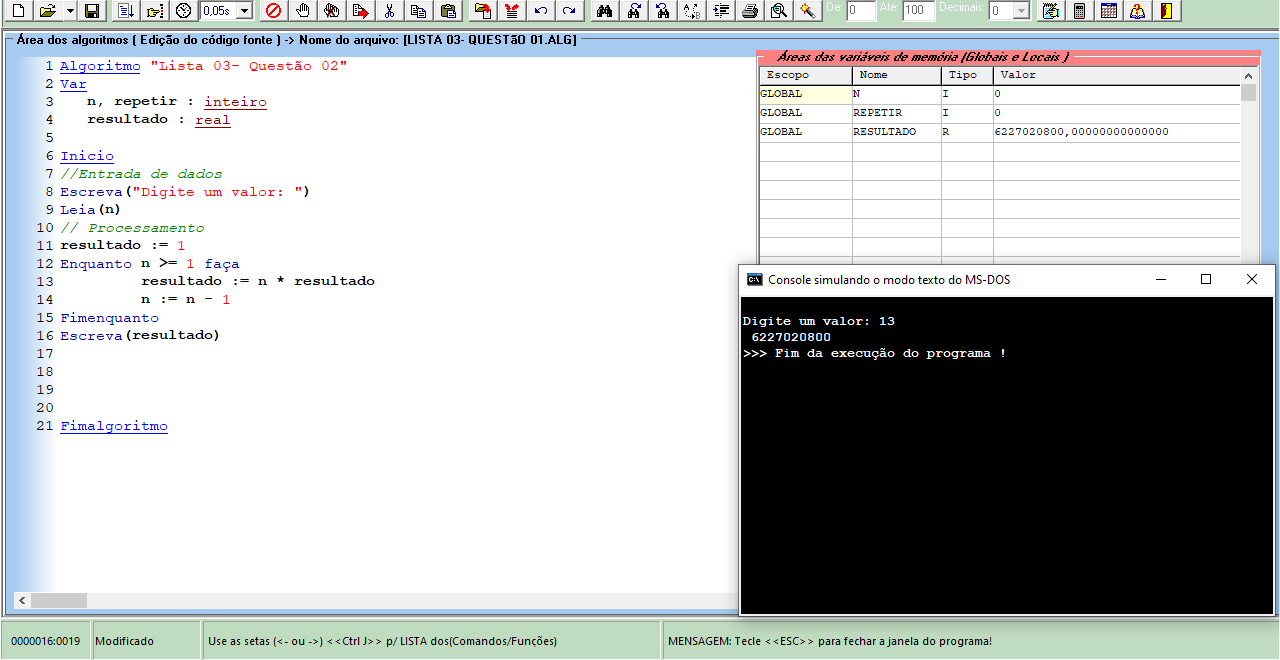 0,05s De: 0 Até: 100 Decimais: 0
Área dos algoritmos ( Edição do código fonte ) -> Nome do arquivo: [LISTA 03- QUESTÃO 01.ALG]
1 Algoritmo "Lista 03- Questão 02"
2 Var
3 n, repetir : inteiro
4 resultado : real
5
6 Inicio
7 //Entrada de dados
8 Escreva("Digite um valor: ")
9 Leia(n)
10 // Processamento
11 resultado := 1
12 Enquanto n >= 1 faça
13 resultado := n * resultado
14 n := n - 1
15 Fimenquanto
16 Escreva(resultado)
17
18
19
20
21 Fimalgoritmo
Áreas das variáveis de memória (Globais e Locais )
Escopo Nome Tipo Valor
GLOBAL N I 0
GLOBAL REPETIR I 0
GLOBAL RESULTADO R 6227020800,00000000000000
C:\ Console simulando o modo texto do MS-DOS
Digite um valor: 13
6227020800
>>> Fim da execução do programa !
0000016:0019 Modificado Use as setas (<- ou ->) <<Ctrl J>> p/ LISTA dos(Comandos/Funções) MENSAGEM: Tecle <<ESC>> para fechar a janela do programa!